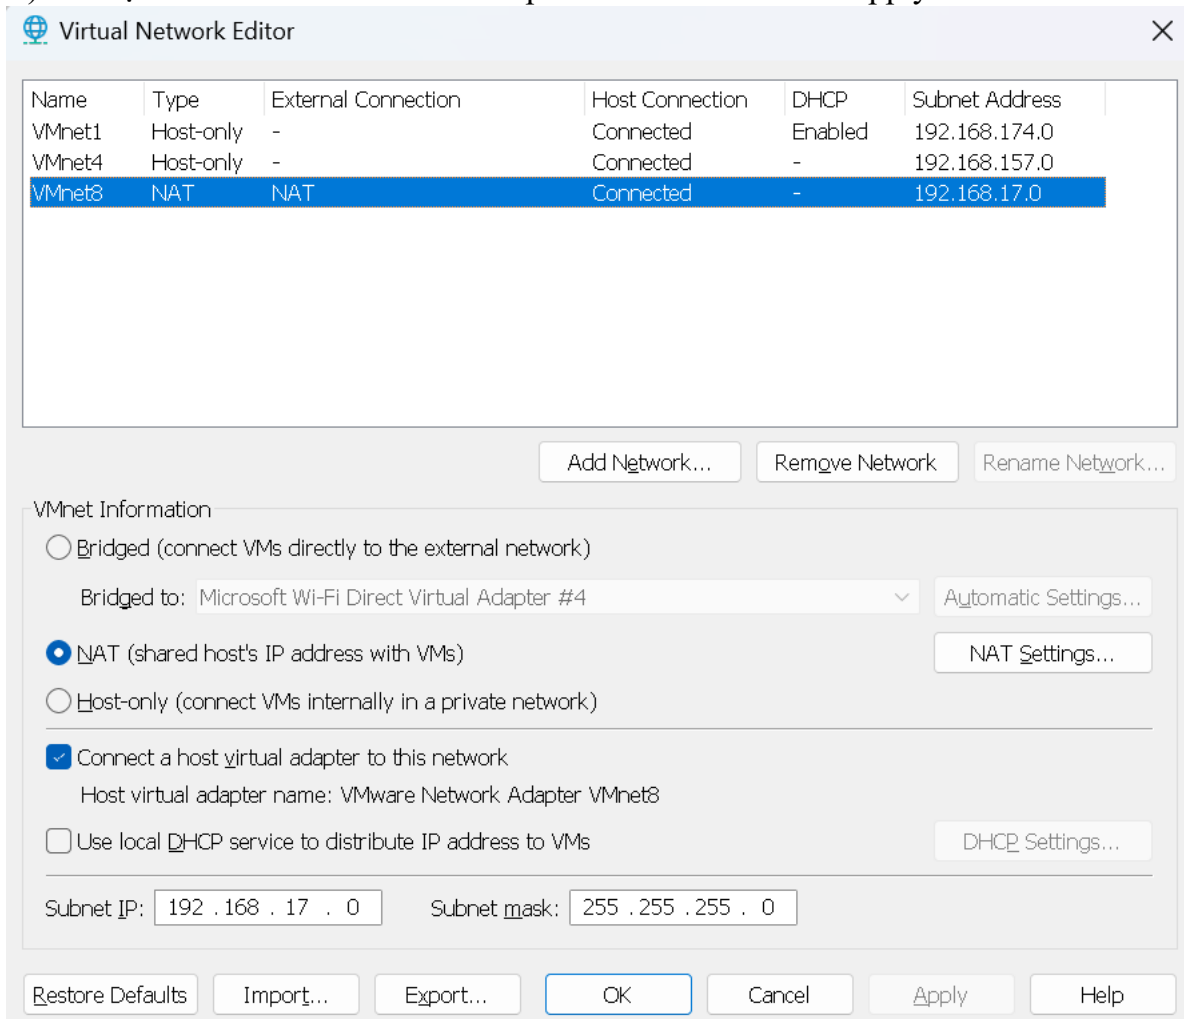 Virtual Network Editor
Name Type External Connection Host Connection DHCP Subnet Address
VMnet1 Host-only - Connected Enabled 192.168.174.0
VMnet4 Host-only - Connected - 192.168.157.0
VMnet8 NAT NAT Connected - 192.168.17.0
Add Network... Remove Network Rename Network...
VMnet Information
Bridged (connect VMs directly to the external network)
Bridged to: Microsoft Wi-Fi Direct Virtual Adapter #4 Automatic Settings...
NAT (shared host's IP address with VMs) NAT Settings...
Host-only (connect VMs internally in a private network)
Connect a host virtual adapter to this network
Host virtual adapter name: VMware Network Adapter VMnet8
Use local DHCP service to distribute IP address to VMs DHCP Settings...
Subnet IP: 192 . 168 . 17 . 0 Subnet mask: 255 . 255 . 255 . 0
Restore Defaults Import... Export... OK Cancel Apply Help